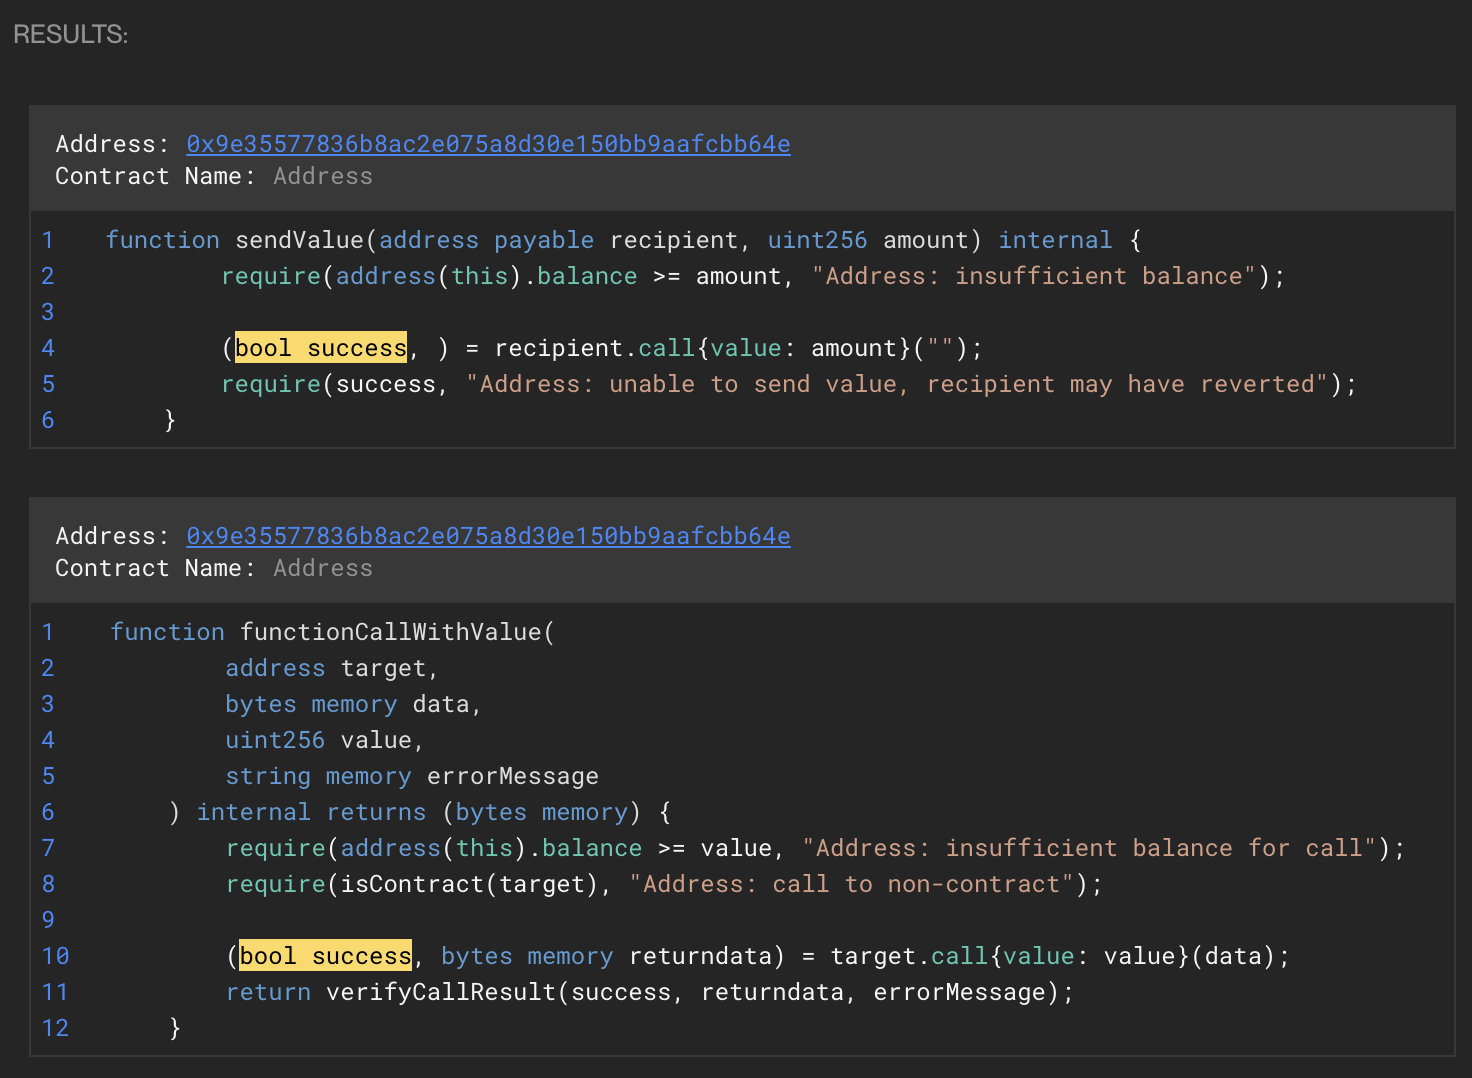 RESULTS:
Address: 0x9e35577836b8ac2e075a8d30e150bb9aafcbb64e
Contract Name: Address
1 function sendValue(address payable recipient, uint256 amount) internal {
2 require(address(this).balance >= amount, "Address: insufficient balance");
3
4 (bool success, ) = recipient.call{value: amount}("");
5 require(success, "Address: unable to send value, recipient may have reverted");
6 }
Address: 0x9e35577836b8ac2e075a8d30e150bb9aafcbb64e
Contract Name: Address
1 function functionCallWithValue(
2 address target,
3 bytes memory data,
4 uint256 value,
5 string memory errorMessage
6 ) internal returns (bytes memory) {
7 require(address(this).balance >= value, "Address: insufficient balance for call");
8 require(isContract(target), "Address: call to non-contract");
9
10 (bool success, bytes memory returndata) = target.call{value: value}(data);
11 return verifyCallResult(success, returndata, errorMessage);
12 }